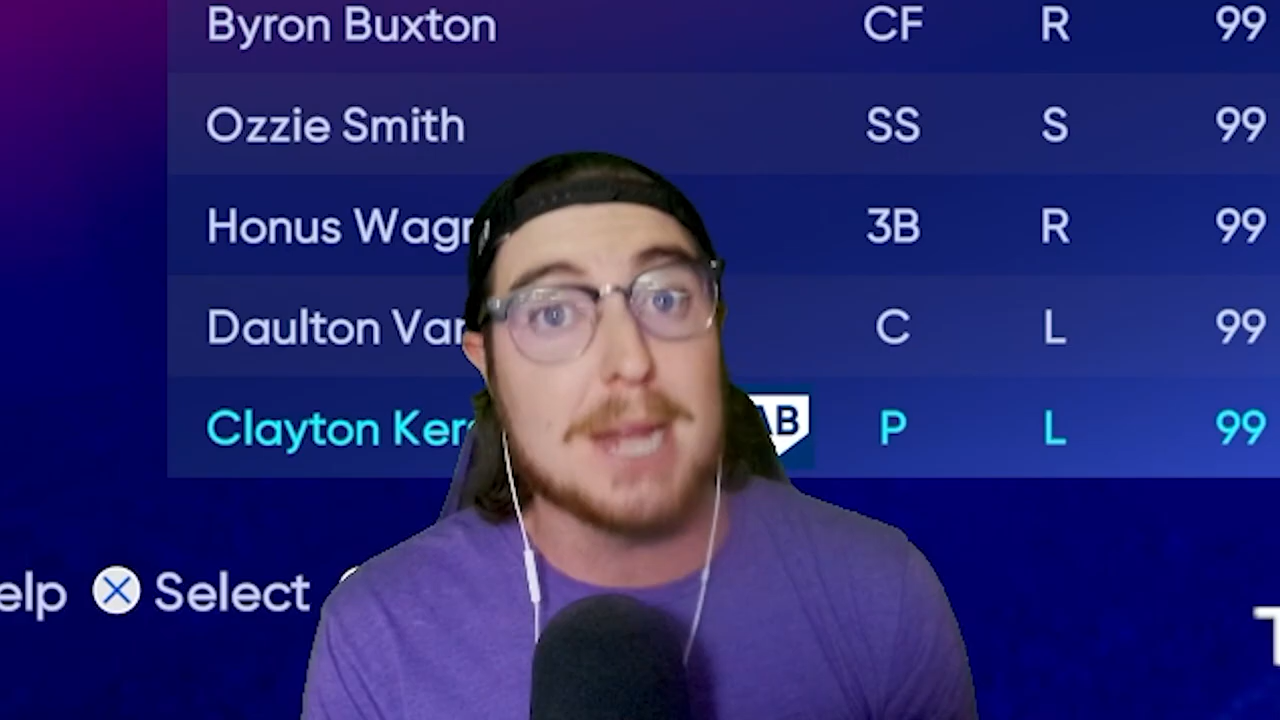 Byron Buxton CF R 99
Ozzie Smith SS S 99
Honus Wagn 3B R 99
Daulton Var C L 99
Clayton Kers AB P L 99
elp Select
T